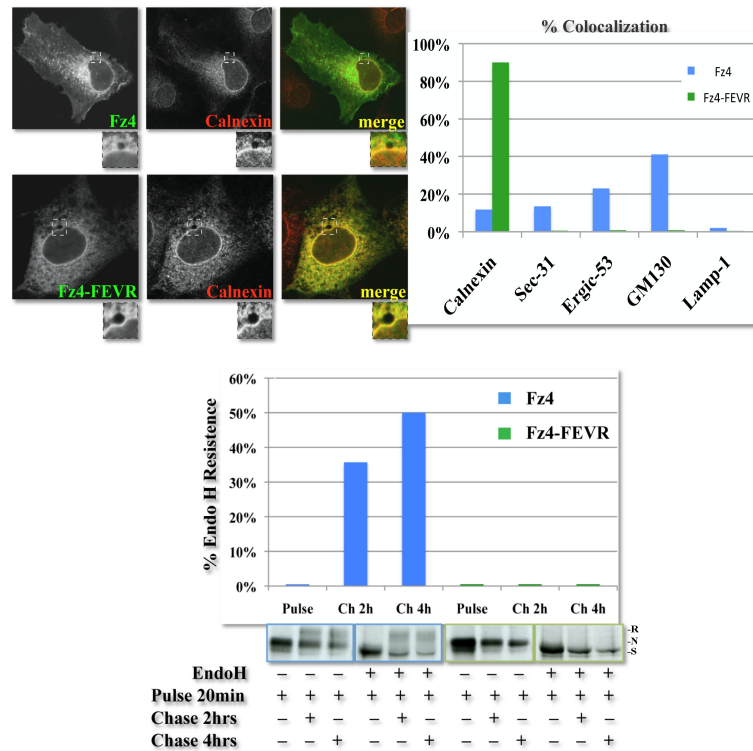 Fz4
Calnexin
merge
Fz4-FEVR
Calnexin
merge
% Colocalization
100%
80%
60%
40%
20%
0%
Fz4
Fz4-FEVR
Calnexin
Sec-31
Ergic-53
GM130
Lamp-1
% Endo H Resistence
60%
50%
40%
30%
20%
10%
0%
Fz4
Fz4-FEVR
Pulse Ch 2h Ch 4h Pulse Ch 2h Ch 4h
-R
-N
-S
EndoH – – – + + + – – – + + +
Pulse 20min + + + + + + + + + + + +
Chase 2hrs – + – – + – – + – – + –
Chase 4hrs – – + – – + – – + – – +